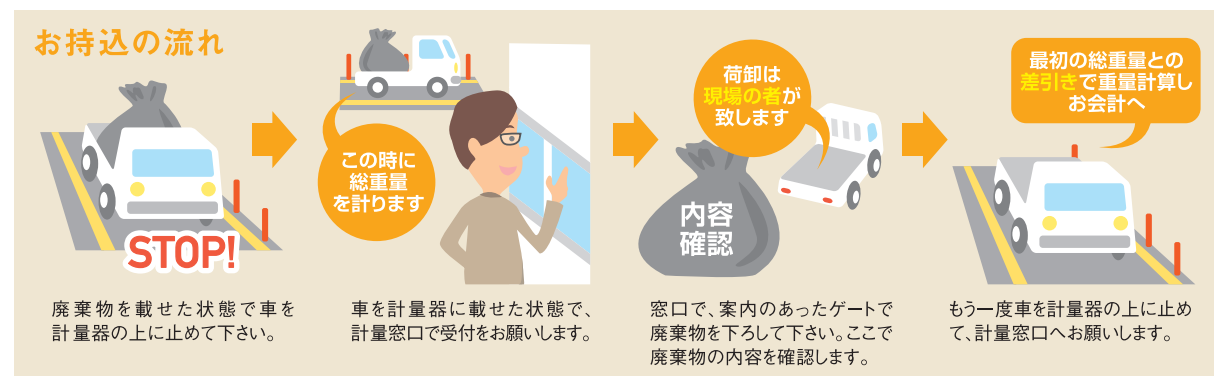 お持込の流れ
STOP!
廃棄物を載せた状態で車を
計量器の上に止めて下さい。
この時に
総重量
を計ります
車を計量器に載せた状態で、
計量窓口で受付をお願いします。
荷卸は
現場の者が
致します
内容
確認
窓口で、案内のあったゲートで
廃棄物を下ろして下さい。ここで
廃棄物の内容を確認します。
最初の総重量との
差引きで重量計算し
お会計へ
もう一度車を計量器の上に止め
て、計量窓口へお願いします。